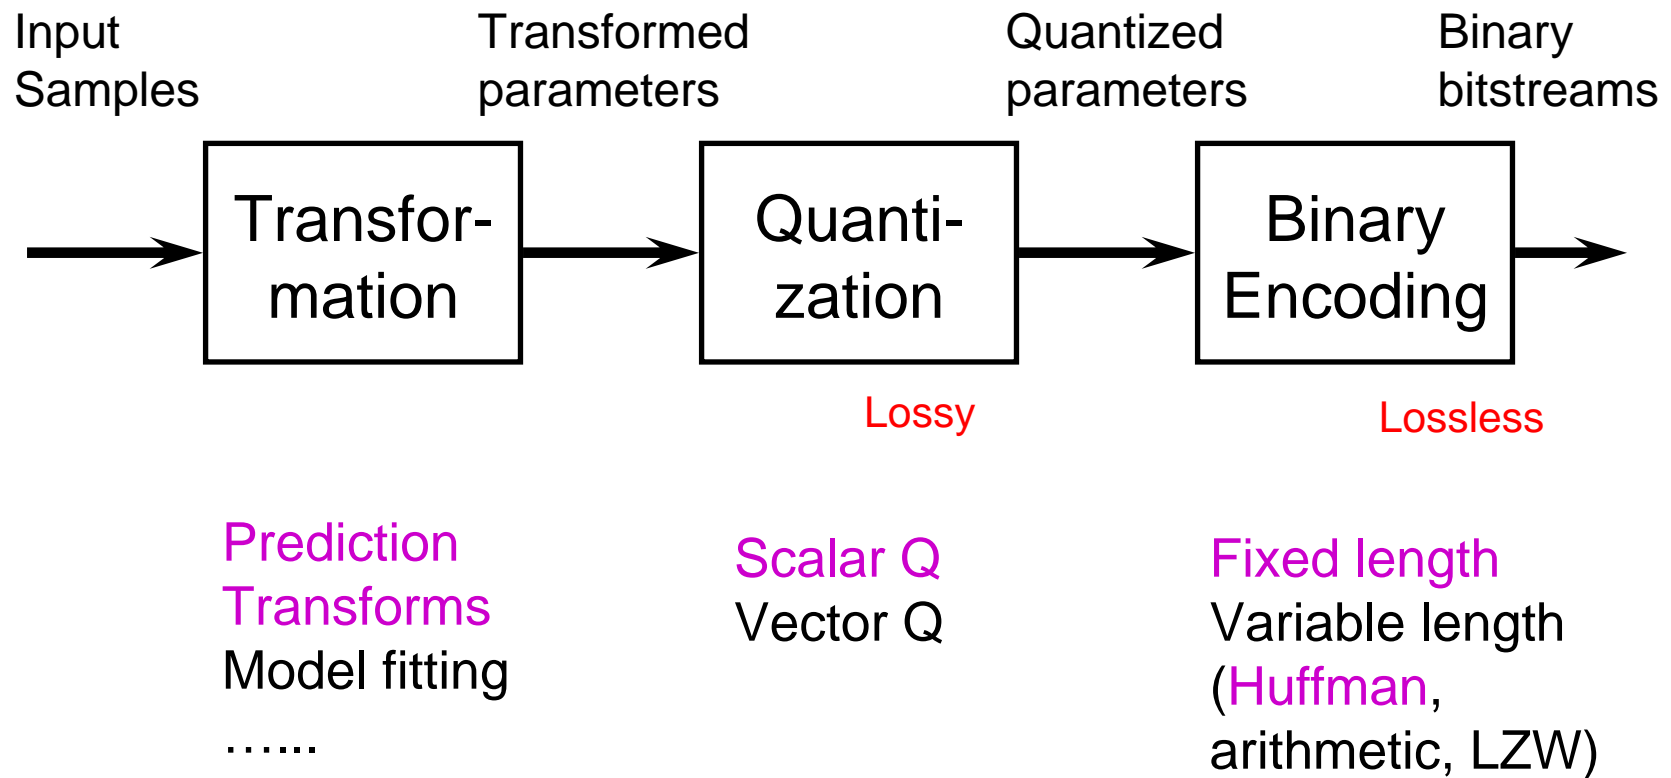 Input
Samples
Transformed
parameters
Quantized
parameters
Binary
bitstreams
Transfor-
mation
Quanti-
zation
Binary
Encoding
Lossy
Lossless
Prediction
Transforms
Model fitting
…...
Scalar Q
Vector Q
Fixed length
Variable length
(Huffman,
arithmetic, LZW)